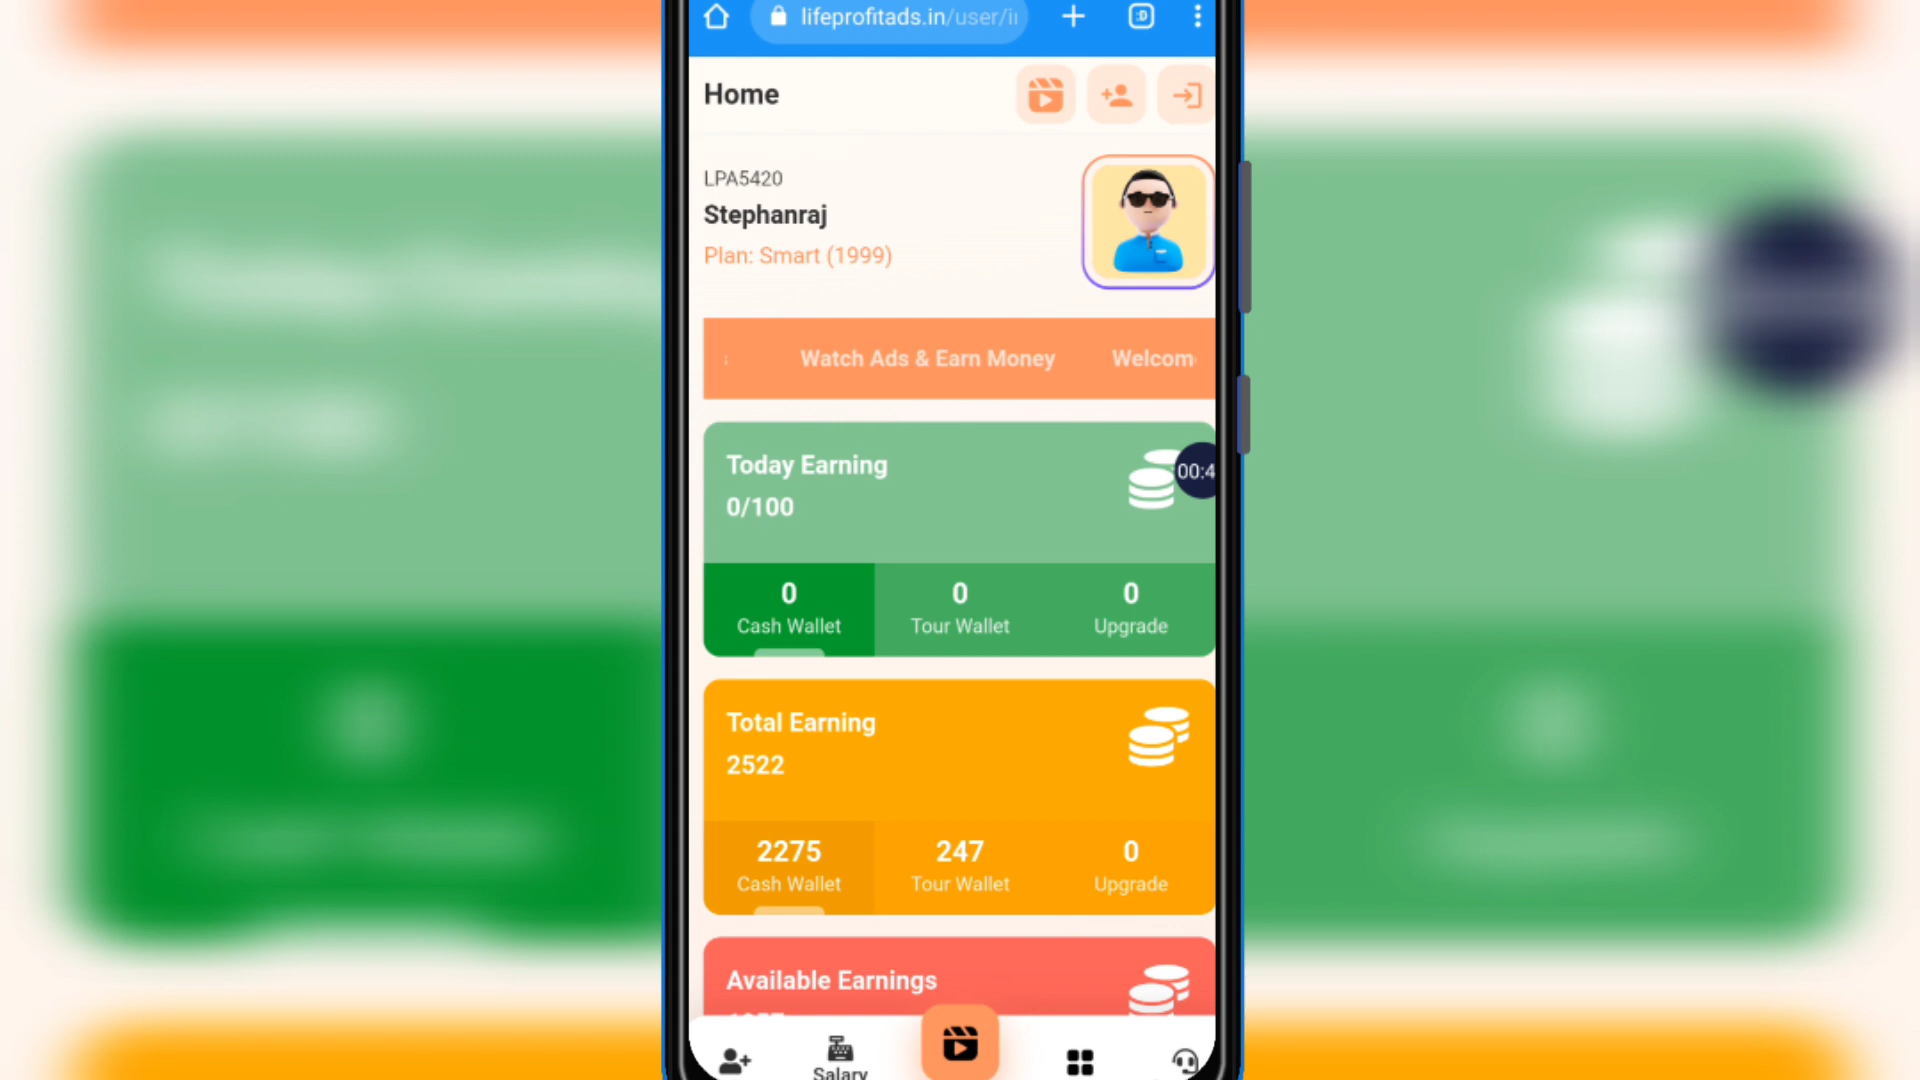 lifeprofitads.in/user/i
Home
LPA5420
Stephanraj
Plan: Smart (1999)
Watch Ads & Earn Money Welcom
Today Earning
0/100
00:4
0 0 0
Cash Wallet Tour Wallet Upgrade
Total Earning
2522
2275 247 0
Cash Wallet Tour Wallet Upgrade
Available Earnings
Salary